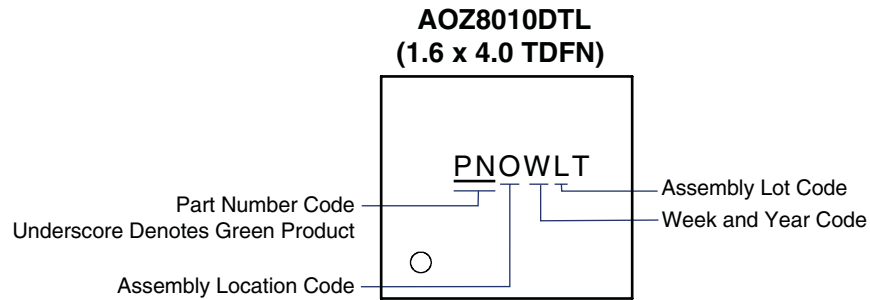 AOZ8010DTL
(1.6 x 4.0 TDFN)
PNOWLT
Part Number Code
Underscore Denotes Green Product
Assembly Location Code
Assembly Lot Code
Week and Year Code